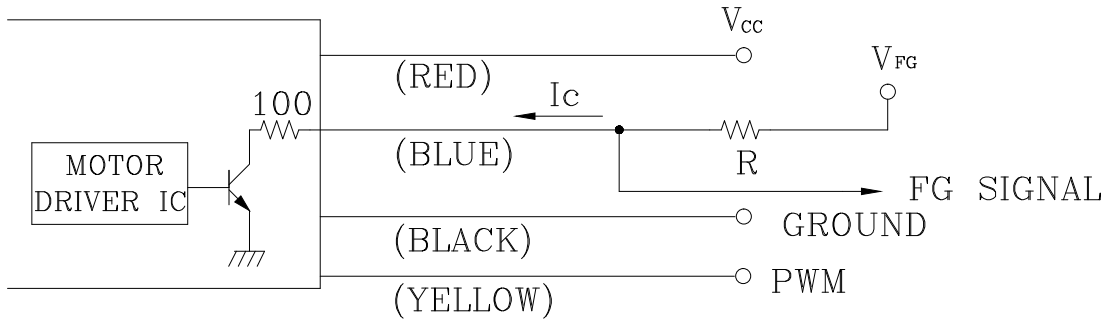 Vcc
VFG
(RED)
100
Ic
(BLUE)
R
MOTOR
DRIVER IC
FG SIGNAL
GROUND
(BLACK)
PWM
(YELLOW)